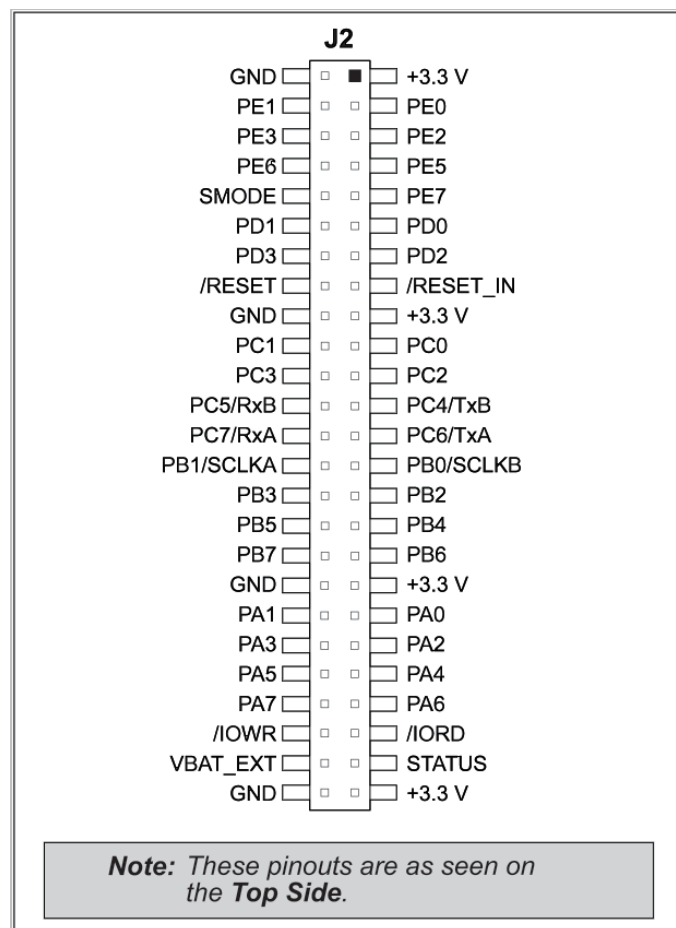 J2
GND +3.3 V
PE1 PE0
PE3 PE2
PE6 PE5
SMODE PE7
PD1 PD0
PD3 PD2
/RESET /RESET_IN
GND +3.3 V
PC1 PC0
PC3 PC2
PC5/RxB PC4/TxB
PC7/RxA PC6/TxA
PB1/SCLKA PB0/SCLKB
PB3 PB2
PB5 PB4
PB7 PB6
GND +3.3 V
PA1 PA0
PA3 PA2
PA5 PA4
PA7 PA6
/IOWR /IORD
VBAT_EXT STATUS
GND +3.3 V
Note: These pinouts are as seen on
the Top Side.